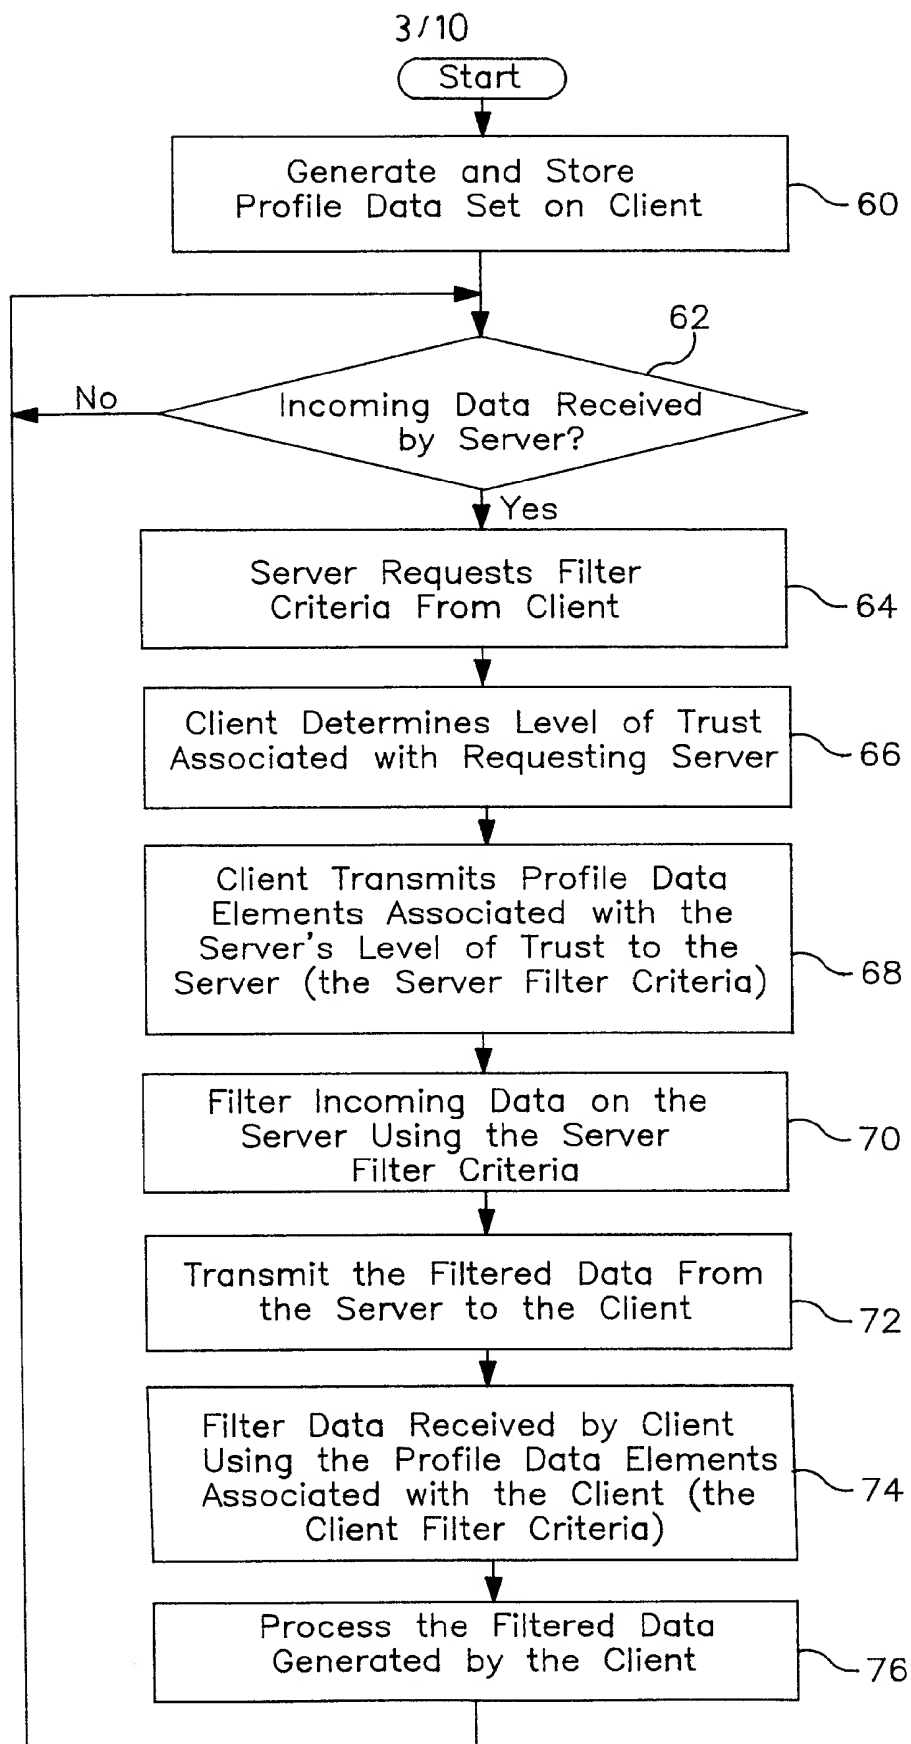 3/10
Start
Generate and Store
Profile Data Set on Client
60
62
No
Incoming Data Received
by Server?
Yes
Server Requests Filter
Criteria From Client
64
Client Determines Level of Trust
Associated with Requesting Server
66
Client Transmits Profile Data
Elements Associated with the
Server's Level of Trust to the
Server (the Server Filter Criteria)
68
Filter Incoming Data on the
Server Using the Server
Filter Criteria
70
Transmit the Filtered Data From
the Server to the Client
72
Filter Data Received by Client
Using the Profile Data Elements
Associated with the Client (the
Client Filter Criteria)
74
Process the Filtered Data
Generated by the Client
76